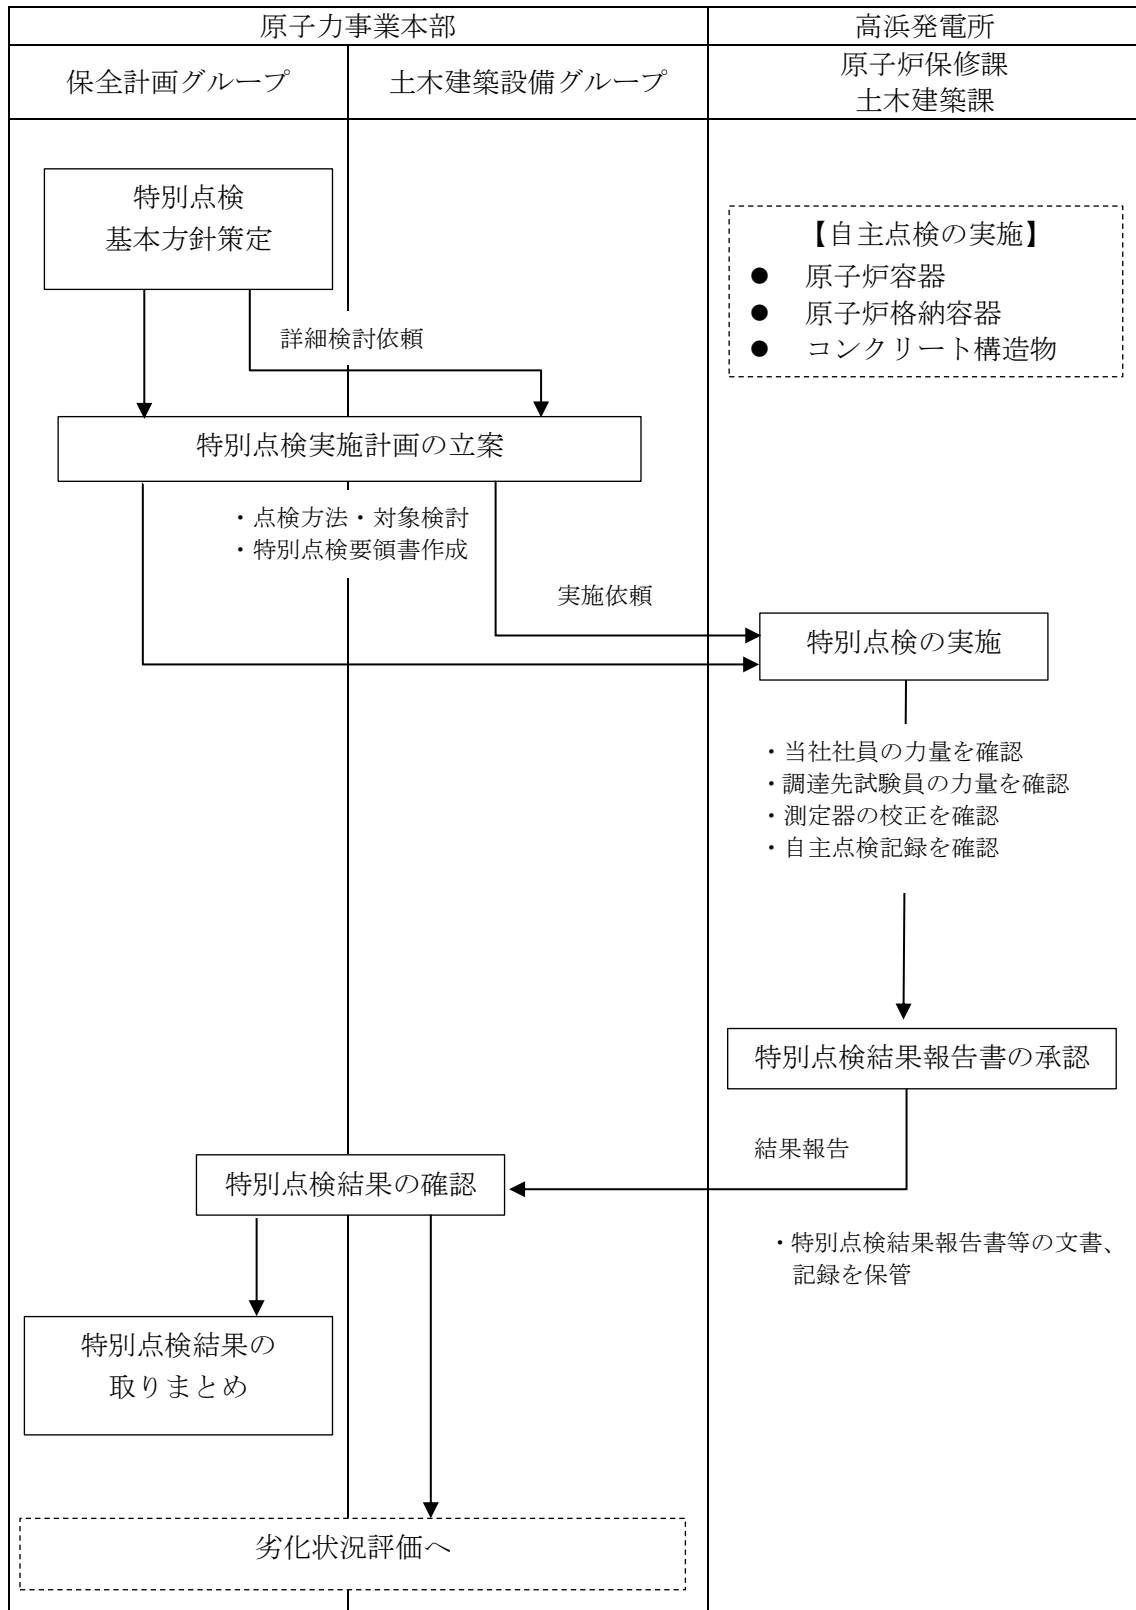 原子力事業本部
高浜発電所
保全計画グループ
土木建築設備グループ
原子炉保修課
土木建築課
特別点検
基本方針策定
【自主点検の実施】
● 原子炉容器
● 原子炉格納容器
● コンクリート構造物
詳細検討依頼
特別点検実施計画の立案
・点検方法・対象検討
・特別点検要領書作成
実施依頼
特別点検の実施
・当社社員の力量を確認
・調達先試験員の力量を確認
・測定器の校正を確認
・自主点検記録を確認
特別点検結果報告書の承認
結果報告
特別点検結果の確認
・特別点検結果報告書等の文書、
記録を保管
特別点検結果の
取りまとめ
劣化状況評価へ